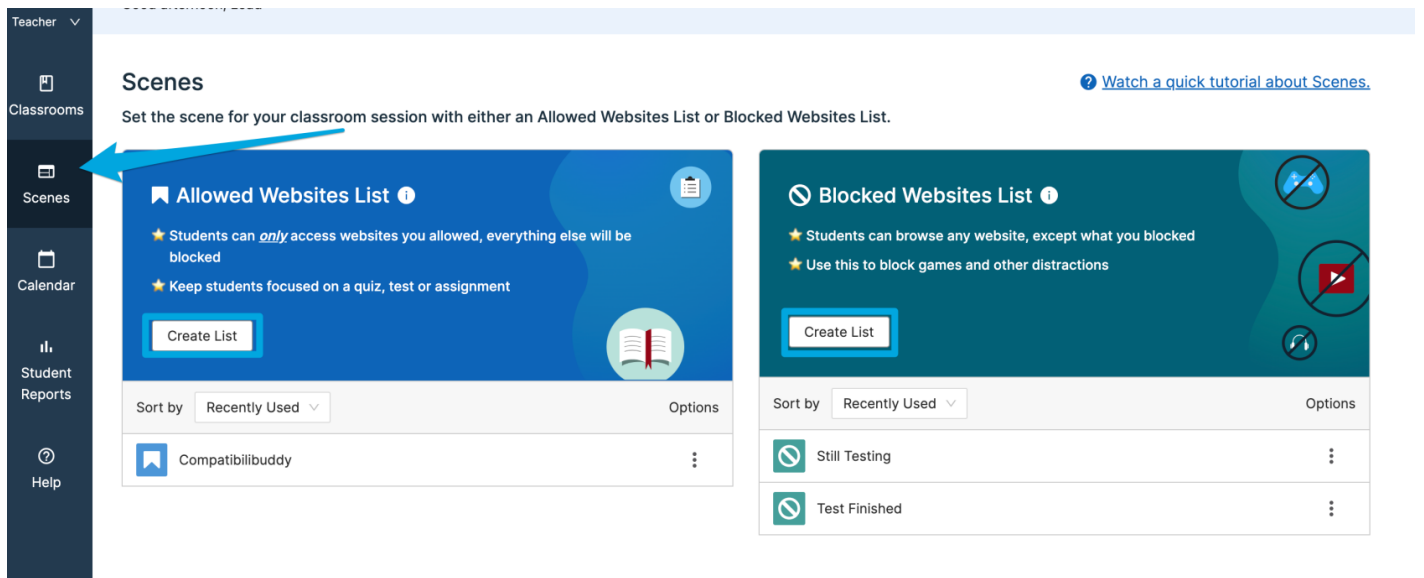 Teacher
Classrooms
Scenes
Calendar
Student
Reports
Help
Scenes
Watch a quick tutorial about Scenes.
Set the scene for your classroom session with either an Allowed Websites List or Blocked Websites List.
Allowed Websites List
Students can only access websites you allowed, everything else will be
blocked
Keep students focused on a quiz, test or assignment
Create List
Sort by Recently Used Options
Compatibilibuddy
Blocked Websites List
Students can browse any website, except what you blocked
Use this to block games and other distractions
Create List
Sort by Recently Used Options
Still Testing
Test Finished